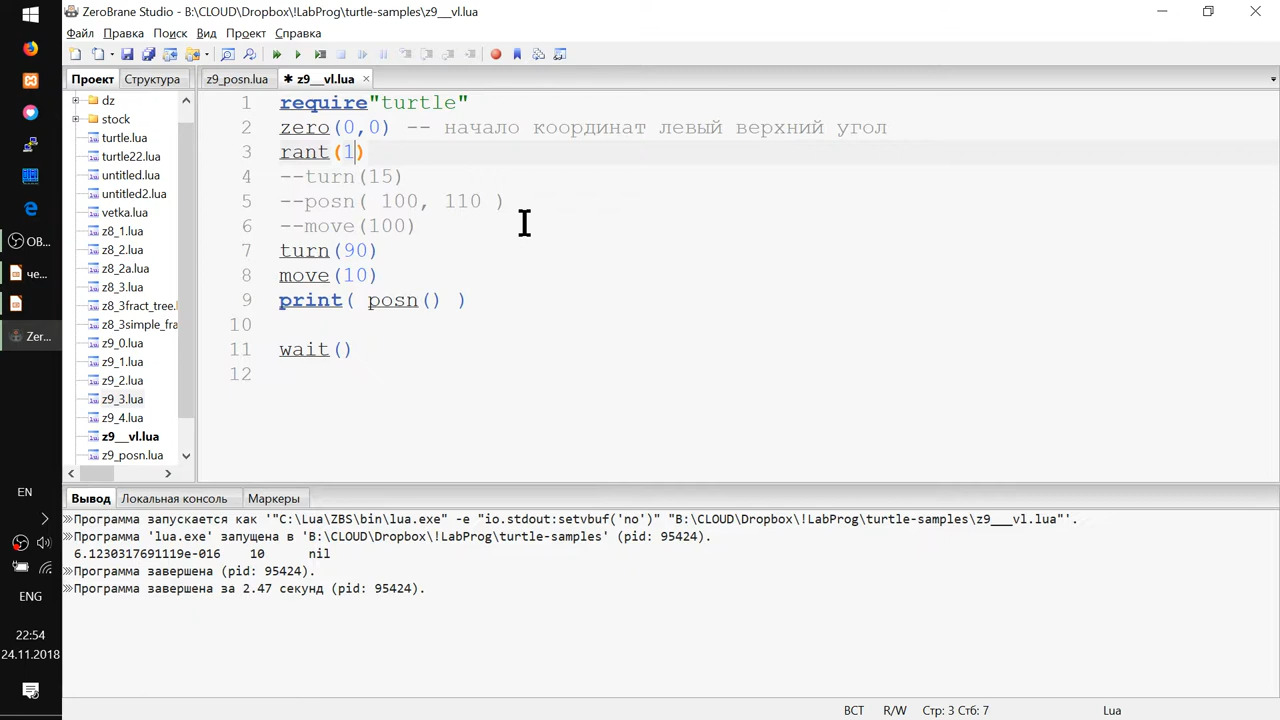 ZeroBrane Studio - B:\CLOUD\Dropbox\!LabProg\turtle-samples\z9__vl.lua
Файл Правка Поиск Вид Проект Справка
Проект Структура
z9_posn.lua ✱ z9__vl.lua
dz
stock
turtle.lua
turtle22.lua
untitled.lua
untitled2.lua
vetka.lua
z8_1.lua
z8_2.lua
z8_2a.lua
z8_3.lua
z8_3fract_tree.l
z8_3simple_fra
z9_0.lua
z9_1.lua
z9_2.lua
z9_3.lua
z9_4.lua
z9__vl.lua
z9_posn.lua
1 require"turtle"
2 zero(0,0) -- начало координат левый верхний угол
3 rant(1)
4 --turn(15)
5 --posn( 100, 110 )
6 --move(100)
7 turn(90)
8 move(10)
9 print( posn() )
10
11 wait()
12
Вывод Локальная консоль Маркеры
Программа запускается как '"C:\Lua\ZBS\bin\lua.exe" -e "io.stdout:setvbuf('no')" "B:\CLOUD\Dropbox\!LabProg\turtle-samples\z9__vl.lua"'.
Программа 'lua.exe' запущена в 'B:\CLOUD\Dropbox\!LabProg\turtle-samples' (pid: 95424).
6.1230317691119e-016 10 nil
Программа завершена (pid: 95424).
Программа завершена за 2.47 секунд (pid: 95424).
ВСТ R/W Стр: 3 Стб: 7 Lua
OB...
че...
Zer...
EN
ENG
22:54
24.11.2018